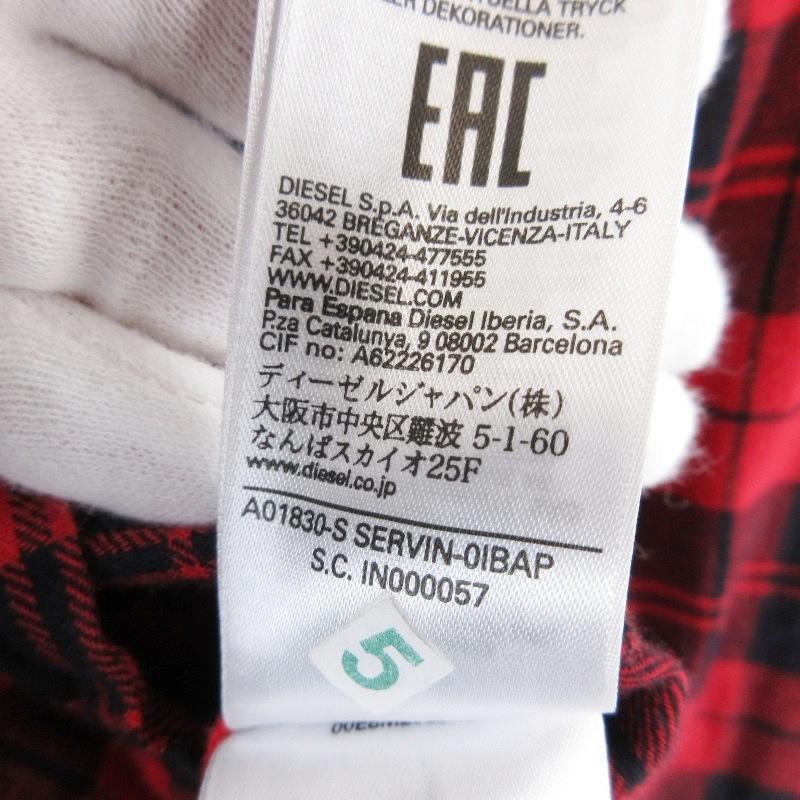 TRYCK
DEKORATIONER.
EAC
DIESEL S.p.A. Via dell'Industria, 4-6
36042 BREGANZE-VICENZA-ITALY
TEL +390424-477555
FAX +390424-411955
WWW.DIESEL.COM
Para Espana Diesel Iberia, S.A.
P.za Catalunya, 9 08002 Barcelona
CIF no: A62226170
ディーゼルジャパン(株)
大阪市中央区難波 5-1-60
なんばスカイオ25F
www.diesel.co.jp
A01830-S SERVIN-0IBAP
S.C. IN000057
5